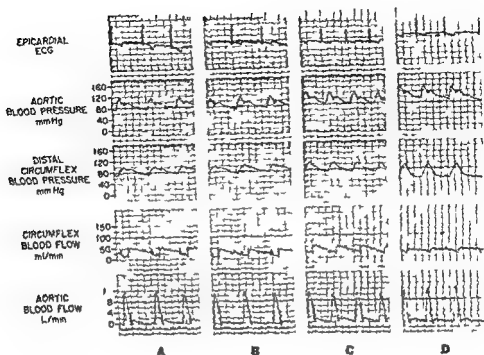 EPICARDIAL
ECG
AORTIC
BLOOD PRESSURE
mmHg
160
120
80
40
0
DISTAL
CIRCUMFLEX
BLOOD PRESSURE
mm Hg
160
120
80
40
0
CIRCUMFLEX
BLOOD FLOW
ml/min
150
100
50
0
AORTIC
BLOOD FLOW
L/min
8
4
0
A B C D